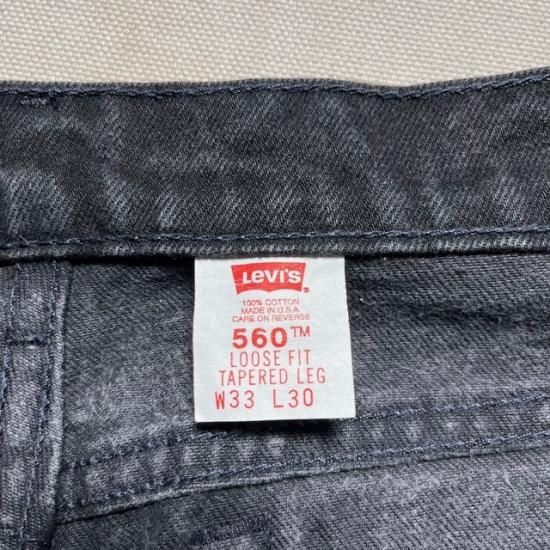 Levi's
®
100% COTTON
MADE IN U.S.A.
CARE ON REVERSE
560™
LOOSE FIT
TAPERED LEG
W33 L30